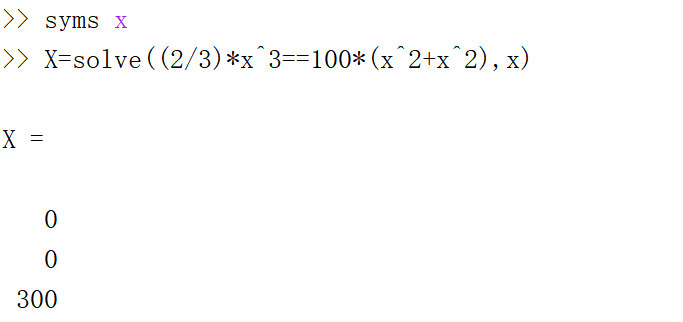 >> syms x
>> X=solve((2/3)*x^3==100*(x^2+x^2),x)
X =
0
0
300